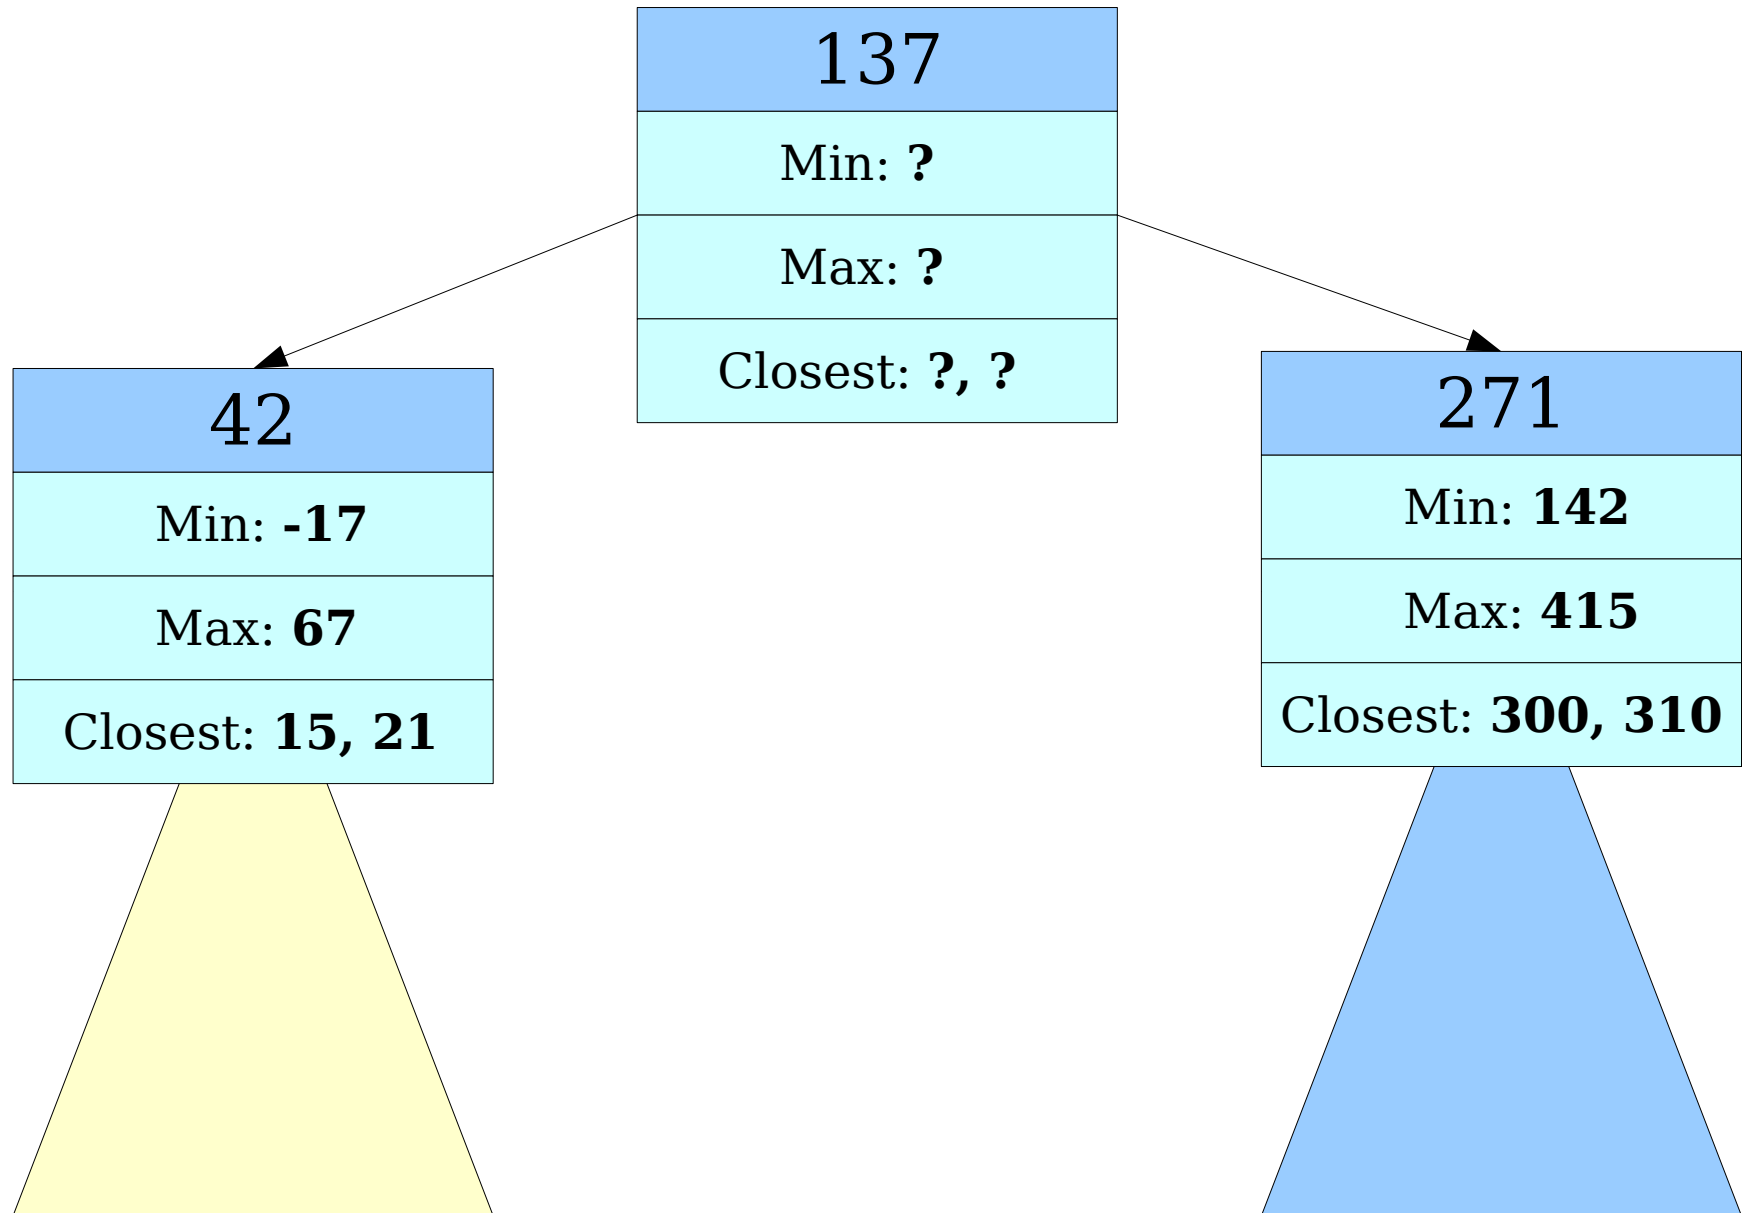 137
Min: ?
Max: ?
Closest: ?, ?
42
Min: -17
Max: 67
Closest: 15, 21
271
Min: 142
Max: 415
Closest: 300, 310